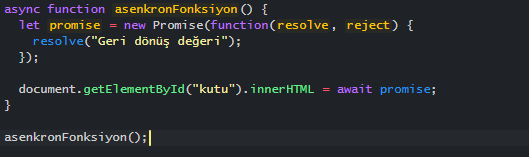 async function asenkronFonksiyon() {
  let promise = new Promise(function(resolve, reject) {
    resolve("Geri dönüş değeri");
  });

  document.getElementById("kutu").innerHTML = await promise;
}

asenkronFonksiyon();